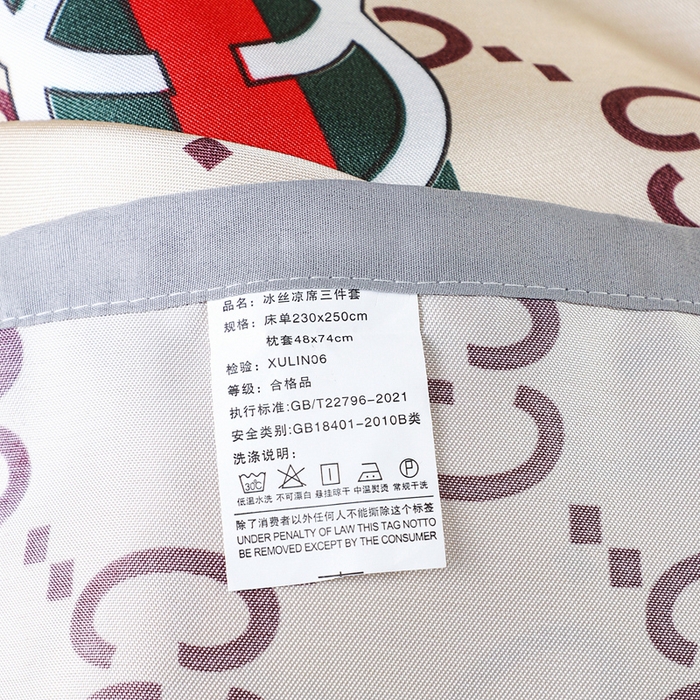 品名：冰丝凉席三件套
规格：床单230x250cm
枕套48x74cm
检验：XULIN06
等级：合格品
执行标准:GB/T22796-2021
安全类别:GB18401-2010B类
洗涤说明：
30C
P
低温水洗 不可漂白 悬挂晾干 中温熨烫 常规干洗
除了消费者以外任何人不能撕除这个标签
UNDER PENALTY OF LAW THIS TAG NOTTO
BE REMOVED EXCEPT BY THE CONSUMER